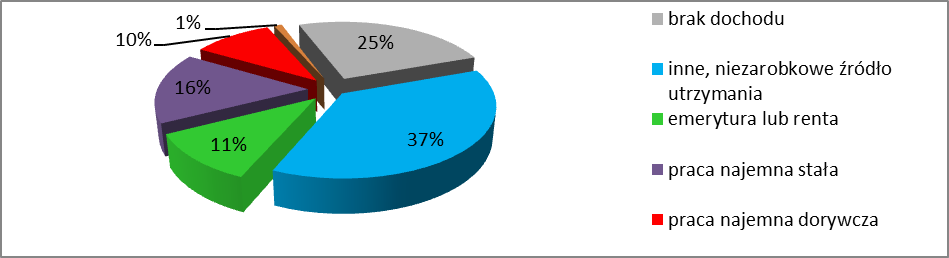 1%
10%
25%
16%
37%
11%
brak dochodu
inne, niezarobkowe źródło
utrzymania
emerytura lub renta
praca najemna stała
praca najemna dorywcza